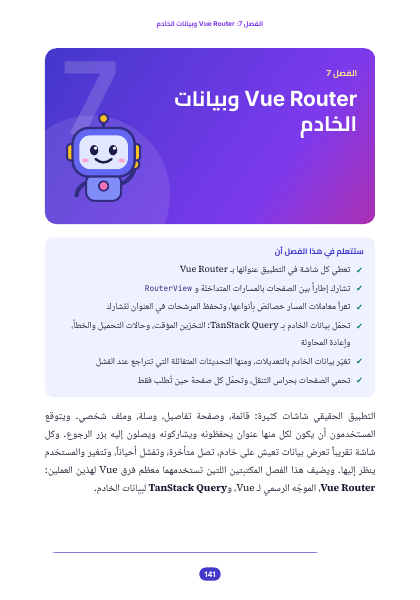 الفصل 7: Vue Router وبيانات الخادم
7
الفصل 7
Vue Router وبيانات
الخادم
ستتعلم في هذا الفصل أن
✓ تعطي كل شاشة في التطبيق عنوانها بـ Vue Router
✓ تشارك إطاراً بين الصفحات بالمسارات المتداخلة و RouterView
✓ تقرأ معاملات المسار خصائصَ بأنواعها، وتحفظ المرشحات في العنوان لتُشارَك
✓ تحمّل بيانات الخادم بـ TanStack Query: التخزين المؤقت، وحالات التحميل والخطأ،
وإعادة المحاولة
✓ تغيّر بيانات الخادم بالتعديلات، ومنها التحديثات المتفائلة التي تتراجع عند الفشل
✓ تحمي الصفحات بحراس التنقل، وتحمّل كل صفحة حين تُطلب فقط
التطبيق الحقيقي شاشات كثيرة: قائمة، وصفحة تفاصيل، وسلة، وملف شخصي. ويتوقع
المستخدمون أن يكون لكل منها عنوان يحفظونه ويشاركونه ويصلون إليه بزر الرجوع. وكل
شاشة تقريباً تعرض بيانات تعيش على خادم، تصل متأخرة، وتفشل أحياناً، وتتغير والمستخدم
ينظر إليها. ويضيف هذا الفصل المكتبتين اللتين تستخدمهما معظم فرق Vue لهذين العملين:
Vue Router، الموجّه الرسمي لـ Vue، وTanStack Query لبيانات الخادم.
141